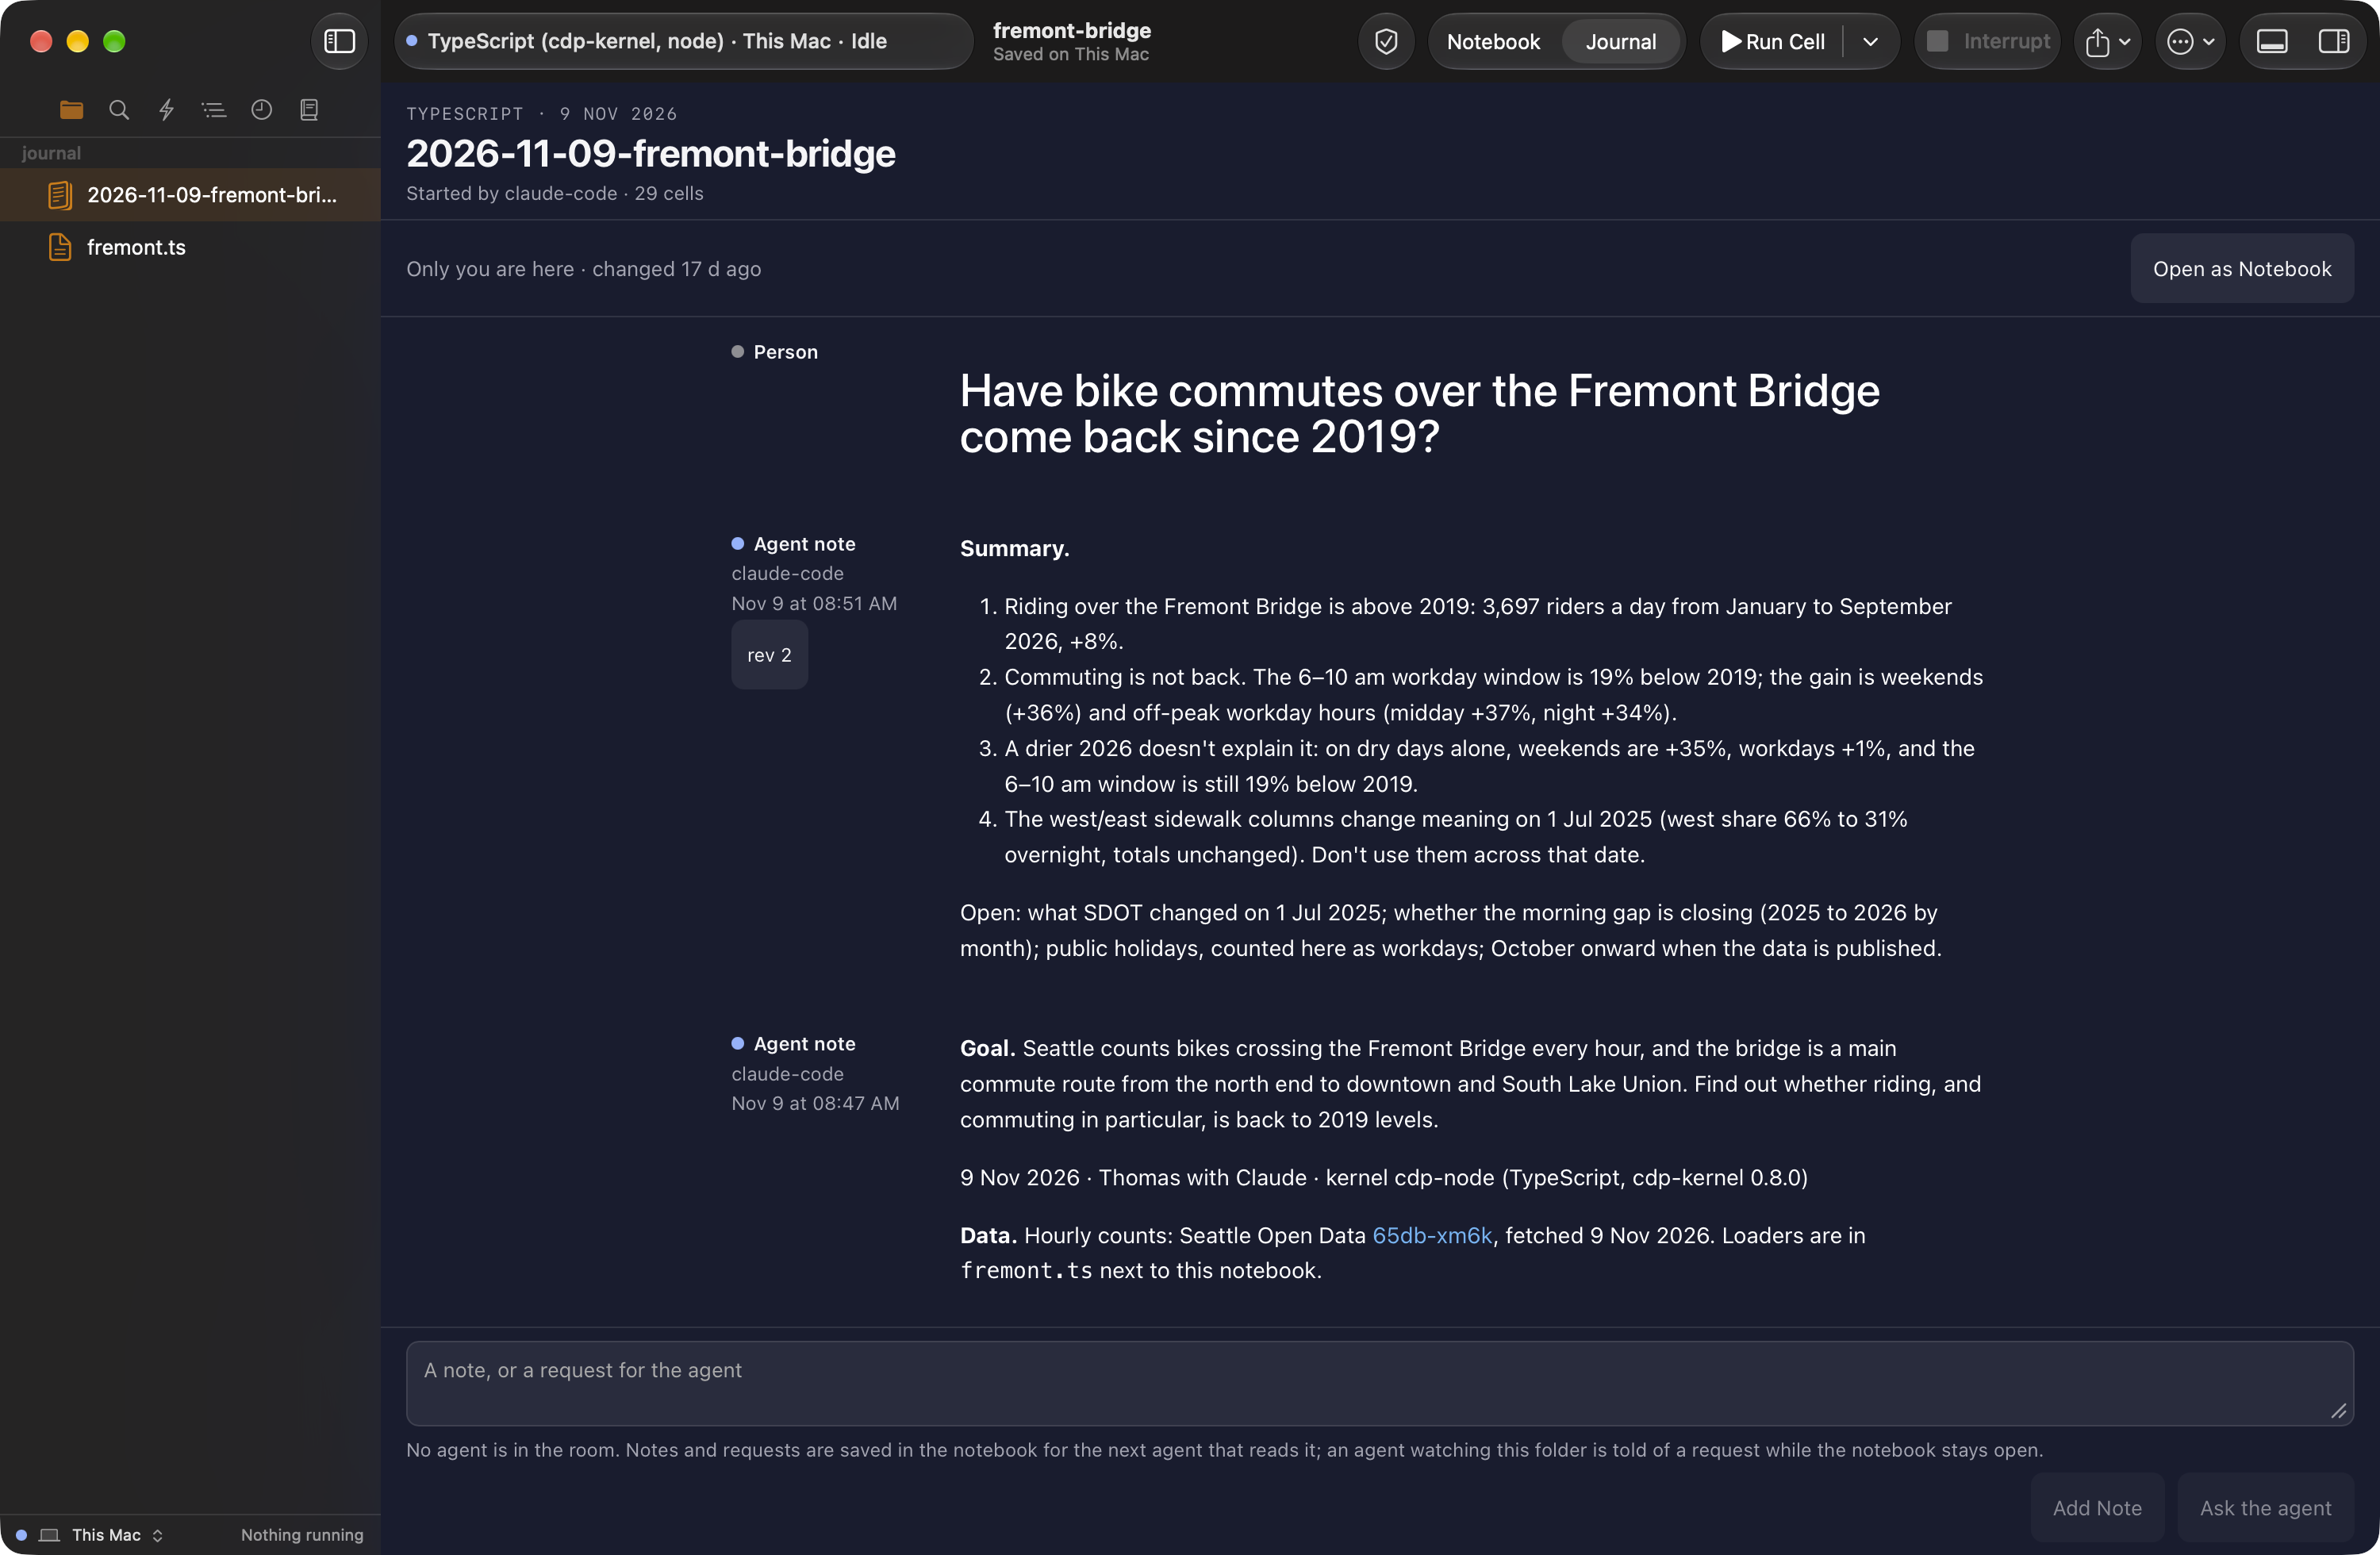 TypeScript (cdp-kernel, node) · This Mac · Idle
fremont-bridge
Saved on This Mac
Notebook
Journal
Run Cell
Interrupt
journal
2026-11-09-fremont-bri...
fremont.ts
TYPESCRIPT · 9 NOV 2026
2026-11-09-fremont-bridge
Started by claude-code · 29 cells
Only you are here · changed 17 d ago
Open as Notebook
Person
Have bike commutes over the Fremont Bridge
come back since 2019?
Agent note
claude-code
Nov 9 at 08:51 AM
rev 2
Summary.
1. Riding over the Fremont Bridge is above 2019: 3,697 riders a day from January to September
2026, +8%.
2. Commuting is not back. The 6–10 am workday window is 19% below 2019; the gain is weekends
(+36%) and off-peak workday hours (midday +37%, night +34%).
3. A drier 2026 doesn't explain it: on dry days alone, weekends are +35%, workdays +1%, and the
6–10 am window is still 19% below 2019.
4. The west/east sidewalk columns change meaning on 1 Jul 2025 (west share 66% to 31%
overnight, totals unchanged). Don't use them across that date.
Open: what SDOT changed on 1 Jul 2025; whether the morning gap is closing (2025 to 2026 by
month); public holidays, counted here as workdays; October onward when the data is published.
Agent note
claude-code
Nov 9 at 08:47 AM
Goal. Seattle counts bikes crossing the Fremont Bridge every hour, and the bridge is a main
commute route from the north end to downtown and South Lake Union. Find out whether riding, and
commuting in particular, is back to 2019 levels.
9 Nov 2026 · Thomas with Claude · kernel cdp-node (TypeScript, cdp-kernel 0.8.0)
Data. Hourly counts: Seattle Open Data 65db-xm6k, fetched 9 Nov 2026. Loaders are in
fremont.ts next to this notebook.
A note, or a request for the agent
No agent is in the room. Notes and requests are saved in the notebook for the next agent that reads it; an agent watching this folder is told of a request while the notebook stays open.
Add Note
Ask the agent
This Mac
Nothing running